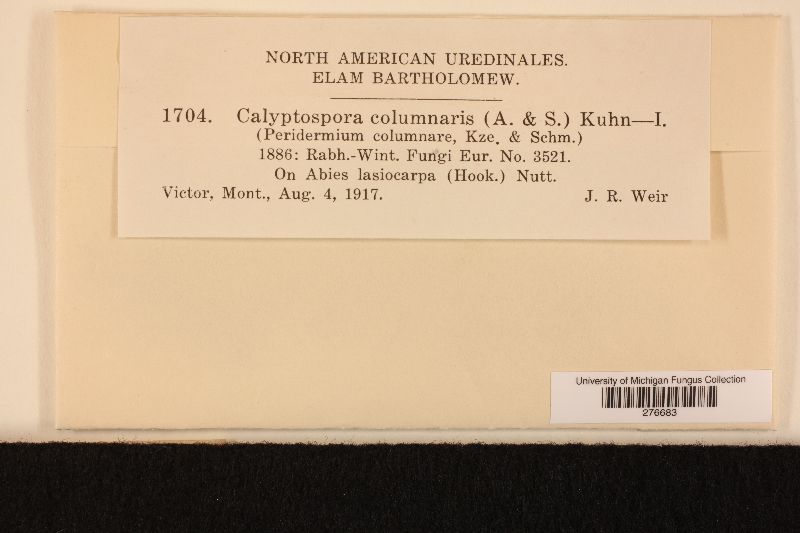 NORTH AMERICAN UREDINALES.
ELAM BARTHOLOMEW.
1704. Calyptospora columnaris (A. & S.) Kuhn—I.
(Peridermium columnare, Kze. & Schm.)
1886: Rabh.-Wint. Fungi Eur. No. 3521.
On Abies lasiocarpa (Hook.) Nutt.
Victor, Mont., Aug. 4, 1917. J. R. Weir
University of Michigan Fungus Collection
276683